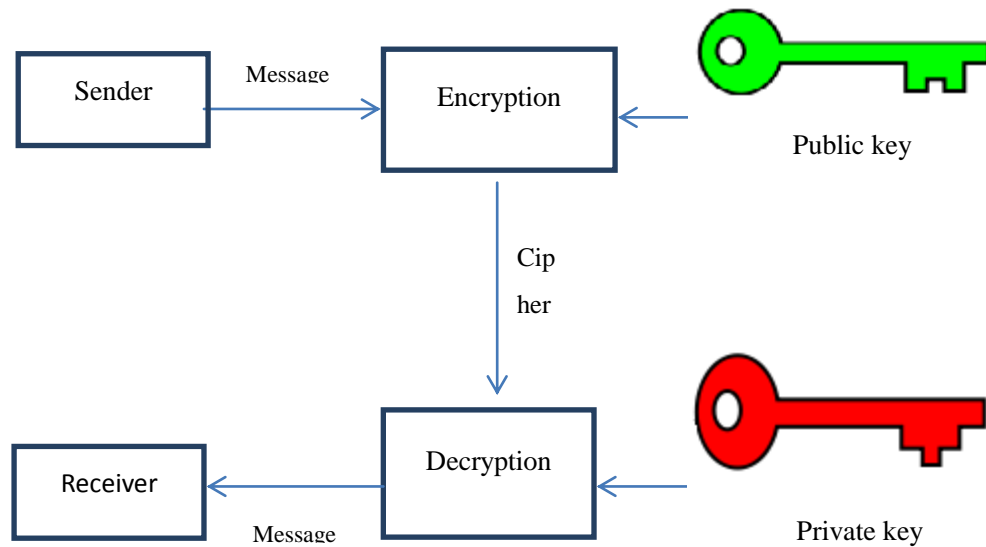 Sender
Message
Encryption
Public key
Cip
her
Receiver
Message
Decryption
Private key